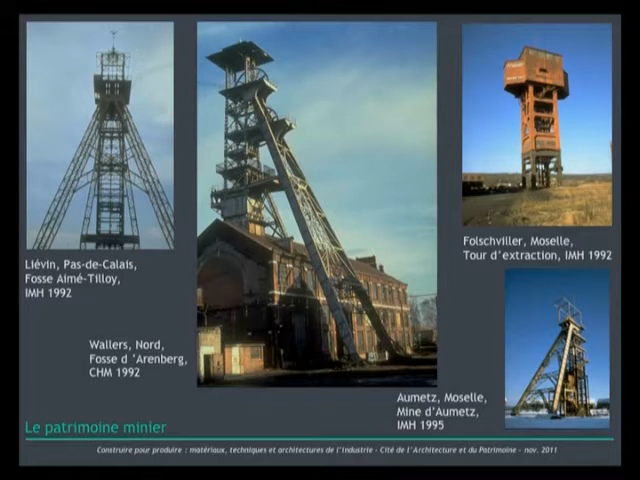 Liévin, Pas-de-Calais,
Fosse Aimé-Tilloy,
IMH 1992
Wallers, Nord,
Fosse d 'Arenberg,
CHM 1992
Folschviller, Moselle,
Tour d'extraction, IMH 1992
Aumetz, Moselle,
Mine d'Aumetz,
IMH 1995
Le patrimoine minier
Construire pour produire : matériaux, techniques et architectures de l'industrie - Cité de l'Architecture et du Patrimoine - nov. 2011